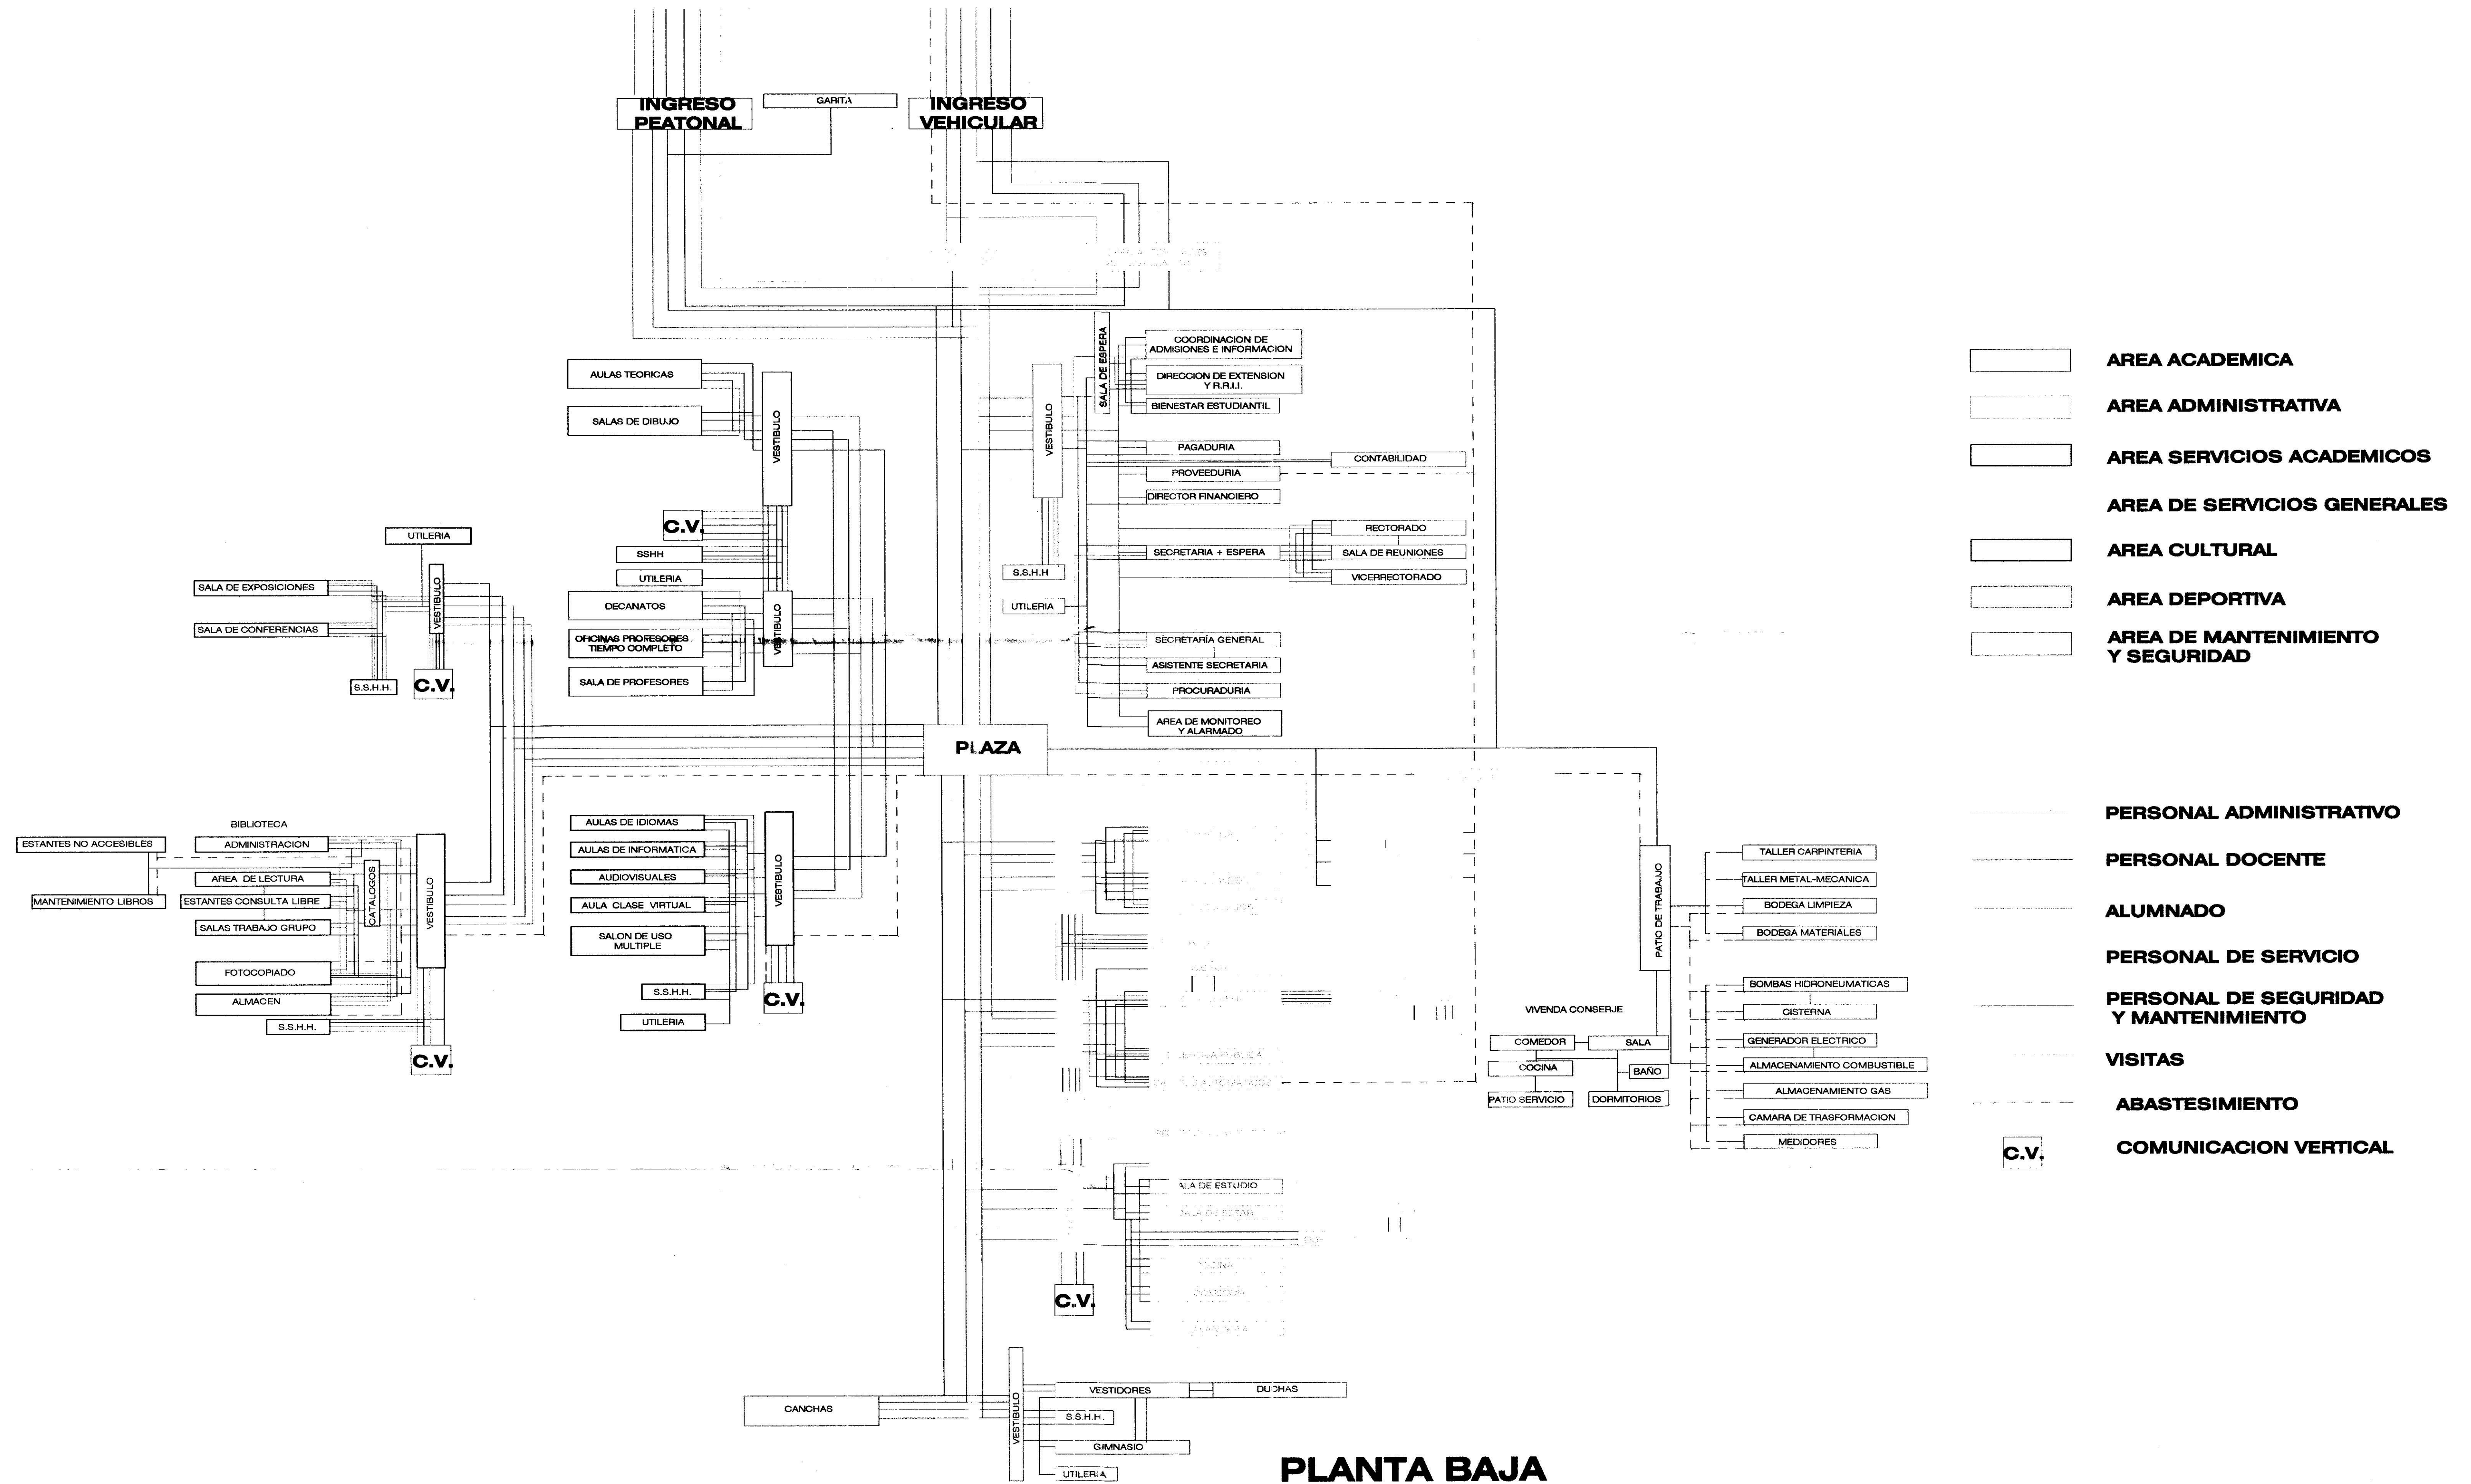 INGRESO
PEATONAL
GARITA
INGRESO
VEHICULAR
SALA DE ESPERA
COORDINACION DE
ADMISIONES E INFORMACION
DIRECCION DE EXTENSION
Y R.R.I.I.
BIENESTAR ESTUDIANTIL
VESTIBULO
PAGADURIA
CONTABILIDAD
PROVEEDURIA
DIRECTOR FINANCIERO
RECTORADO
SECRETARIA + ESPERA
SALA DE REUNIONES
VICERRECTORADO
S.S.H.H
UTILERIA
SECRETARÍA GENERAL
ASISTENTE SECRETARIA
PROCURADURIA
AREA DE MONITOREO
Y ALARMADO
AULAS TEORICAS
SALAS DE DIBUJO
VESTIBULO
C.V.
SSHH
UTILERIA
DECANATOS
OFICINAS PROFESORES
TIEMPO COMPLETO
SALA DE PROFESORES
VESTIBULO
UTILERIA
SALA DE EXPOSICIONES
SALA DE CONFERENCIAS
VESTIBULO
S.S.H.H.
C.V.
PLAZA
BIBLIOTECA
ESTANTES NO ACCESIBLES
ADMINISTRACION
AREA DE LECTURA
MANTENIMIENTO LIBROS
ESTANTES CONSULTA LIBRE
SALAS TRABAJO GRUPO
CATALOGOS
VESTIBULO
FOTOCOPIADO
ALMACEN
S.S.H.H.
C.V.
AULAS DE IDIOMAS
AULAS DE INFORMATICA
AUDIOVISUALES
AULA CLASE VIRTUAL
SALON DE USO
MULTIPLE
VESTIBULO
S.S.H.H.
C.V.
UTILERIA
PUBLICA
ALA DE ESTUDIO
SALA DE ESTAR
C.V.
PATIO DE TRABAJJO
TALLER CARPINTERIA
TALLER METAL-MECANICA
BODEGA LIMPIEZA
BODEGA MATERIALES
BOMBAS HIDRONEUMATICAS
CISTERNA
GENERADOR ELECTRICO
ALMACENAMIENTO COMBUSTIBLE
ALMACENAMIENTO GAS
CAMARA DE TRASFORMACION
MEDIDORES
VIVENDA CONSERJE
COMEDOR
SALA
COCINA
BAÑO
PATIO SERVICIO
DORMITORIOS
CANCHAS
VESTIBULO
VESTIDORES
DUCHAS
S.S.H.H.
GIMNASIO
UTILERIA
PLANTA BAJA
AREA ACADEMICA
AREA ADMINISTRATIVA
AREA SERVICIOS ACADEMICOS
AREA DE SERVICIOS GENERALES
AREA CULTURAL
AREA DEPORTIVA
AREA DE MANTENIMIENTO
Y SEGURIDAD
PERSONAL ADMINISTRATIVO
PERSONAL DOCENTE
ALUMNADO
PERSONAL DE SERVICIO
PERSONAL DE SEGURIDAD
Y MANTENIMIENTO
VISITAS
ABASTESIMIENTO
C.V.
COMUNICACION VERTICAL